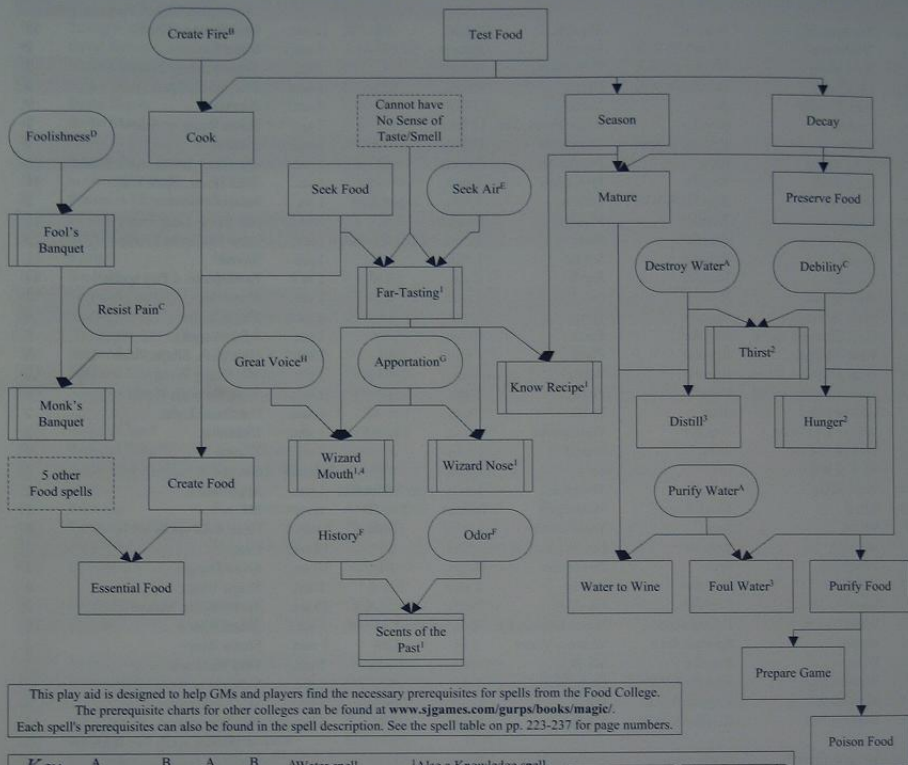 Create Fire^B
Test Food
Cannot have
No Sense of
Taste/Smell
Season
Decay
Foolishness^D
Cook
Seek Food
Seek Air^E
Mature
Preserve Food
Fool's
Banquet
Destroy Water^A
Debility^C
Far-Tasting^1
Resist Pain^C
Thirst^2
Great Voice^H
Apportation^G
Know Recipe^1
Monk's
Banquet
Distill^3
Hunger^2
Wizard
Mouth^1,4
Wizard Nose^1
5 other
Food spells
Create Food
Purify Water^A
History^F
Odor^F
Essential Food
Water to Wine
Foul Water^3
Purify Food
Scents of the
Past^1
Prepare Game
This play aid is designed to help GMs and players find the necessary prerequisites for spells from the Food College.
The prerequisite charts for other colleges can be found at www.sjgames.com/gurps/books/magic/.
Each spell's prerequisites can also be found in the spell description. See the spell table on pp. 223-237 for page numbers.
Poison Food
A B A B ^AWater spell ^1Also a Knowledge spell